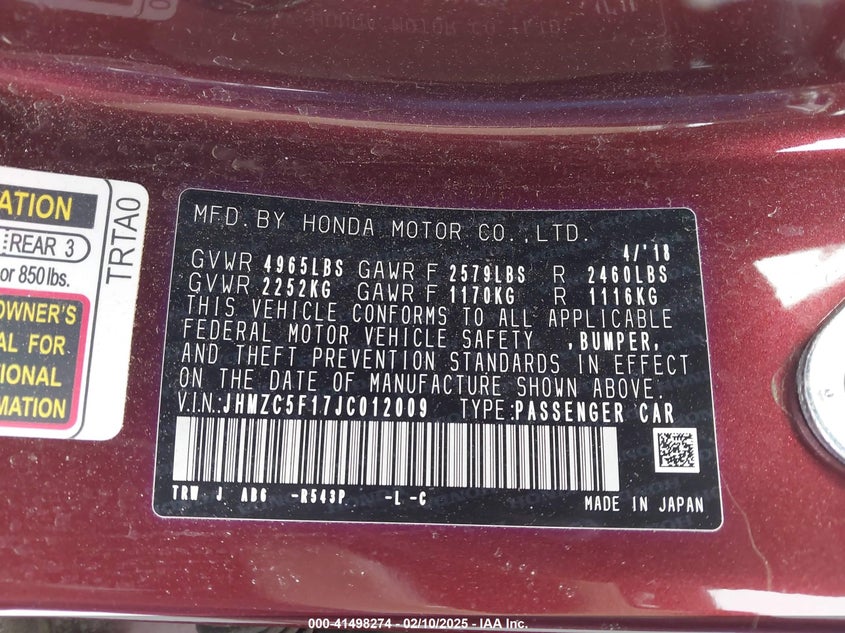 MFD. BY HONDA MOTOR CO., LTD.
4/'18
GVWR 4965LBS GAWR F 2579LBS R 2460LBS
GVWR 2252KG GAWR F 1170KG R 1116KG
THIS VEHICLE CONFORMS TO ALL APPLICABLE
FEDERAL MOTOR VEHICLE SAFETY ,BUMPER,
AND THEFT PREVENTION STANDARDS IN EFFECT
ON THE DATE OF MANUFACTURE SHOWN ABOVE.
V.I.N.:JHMZC5F17JC012009 TYPE:PASSENGER CAR
TRW J AB6 -R543P -L -C
MADE IN JAPAN
ATION
REAR 3
or 850 lbs.
OWNER'S
AL FOR
TIONAL
RMATION
TRTA0
000-41498274 — 02/10/2025 — IAA Inc.